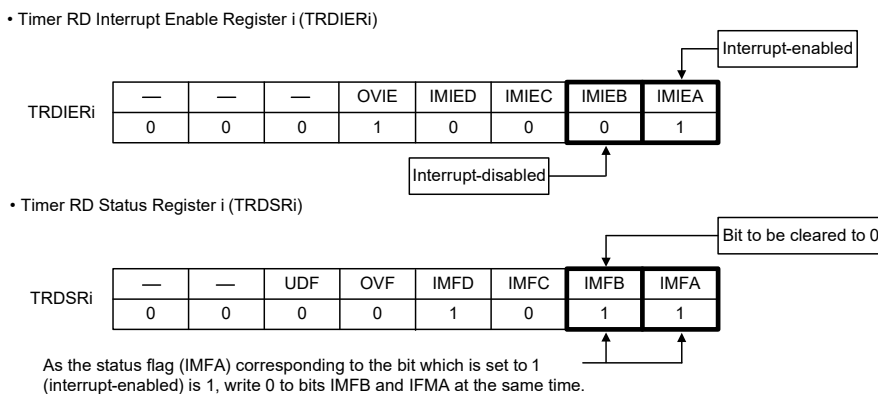 • Timer RD Interrupt Enable Register i (TRDIERi)
Interrupt-enabled
TRDIERi
— — — OVIE IMIED IMIEC IMIEB IMIEA
0 0 0 1 0 0 0 1
Interrupt-disabled
• Timer RD Status Register i (TRDSRi)
Bit to be cleared to 0
TRDSRi
— — UDF OVF IMFD IMFC IMFB IMFA
0 0 0 0 1 0 1 1
As the status flag (IMFA) corresponding to the bit which is set to 1
(interrupt-enabled) is 1, write 0 to bits IMFB and IFMA at the same time.